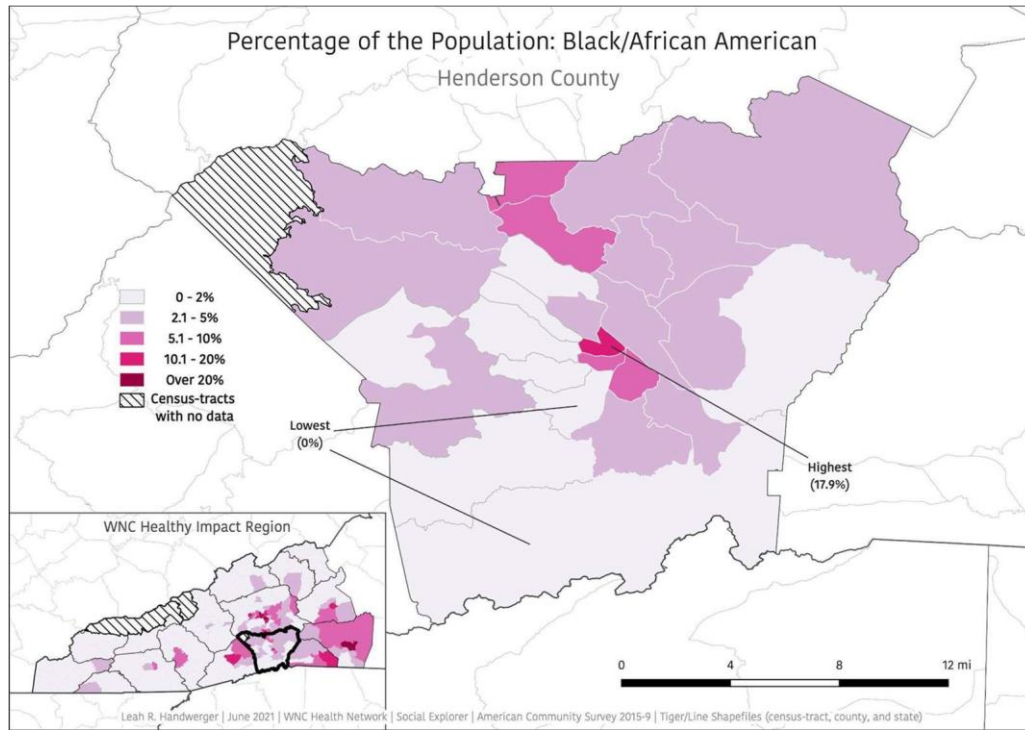 Percentage of the Population: Black/African American
Henderson County
0 - 2%
2.1 - 5%
5.1 - 10%
10.1 - 20%
Over 20%
Census-tracts
with no data
Lowest
(0%)
Highest
(17.9%)
WNC Healthy Impact Region
0 4 8 12 mi
Leah R. Handwerger | June 2021 | WNC Health Network | Social Explorer | American Community Survey 2015-9 | Tiger/Line Shapefiles (census-tract, county, and state)